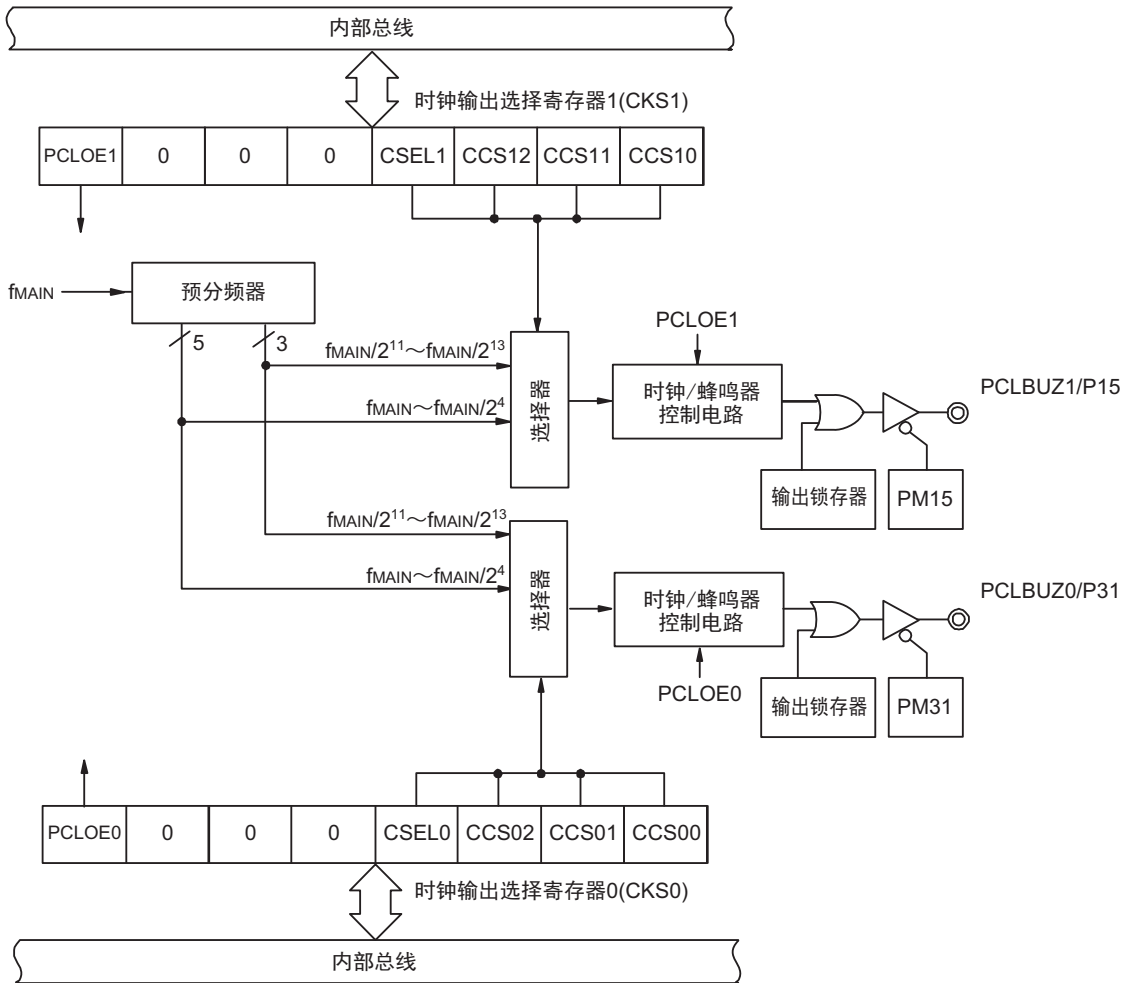 内部总线
时钟输出选择寄存器1(CKS1)
PCLOE1 0 0 0 CSEL1 CCS12 CCS11 CCS10
fMAIN
预分频器
5 3
PCLOE1
fMAIN/2¹¹～fMAIN/2¹³
fMAIN～fMAIN/2⁴
选择器
时钟/蜂鸣器
控制电路
PCLBUZ1/P15
输出锁存器
PM15
fMAIN/2¹¹～fMAIN/2¹³
fMAIN～fMAIN/2⁴
选择器
时钟/蜂鸣器
控制电路
PCLBUZ0/P31
PCLOE0
输出锁存器
PM31
PCLOE0 0 0 0 CSEL0 CCS02 CCS01 CCS00
时钟输出选择寄存器0(CKS0)
内部总线